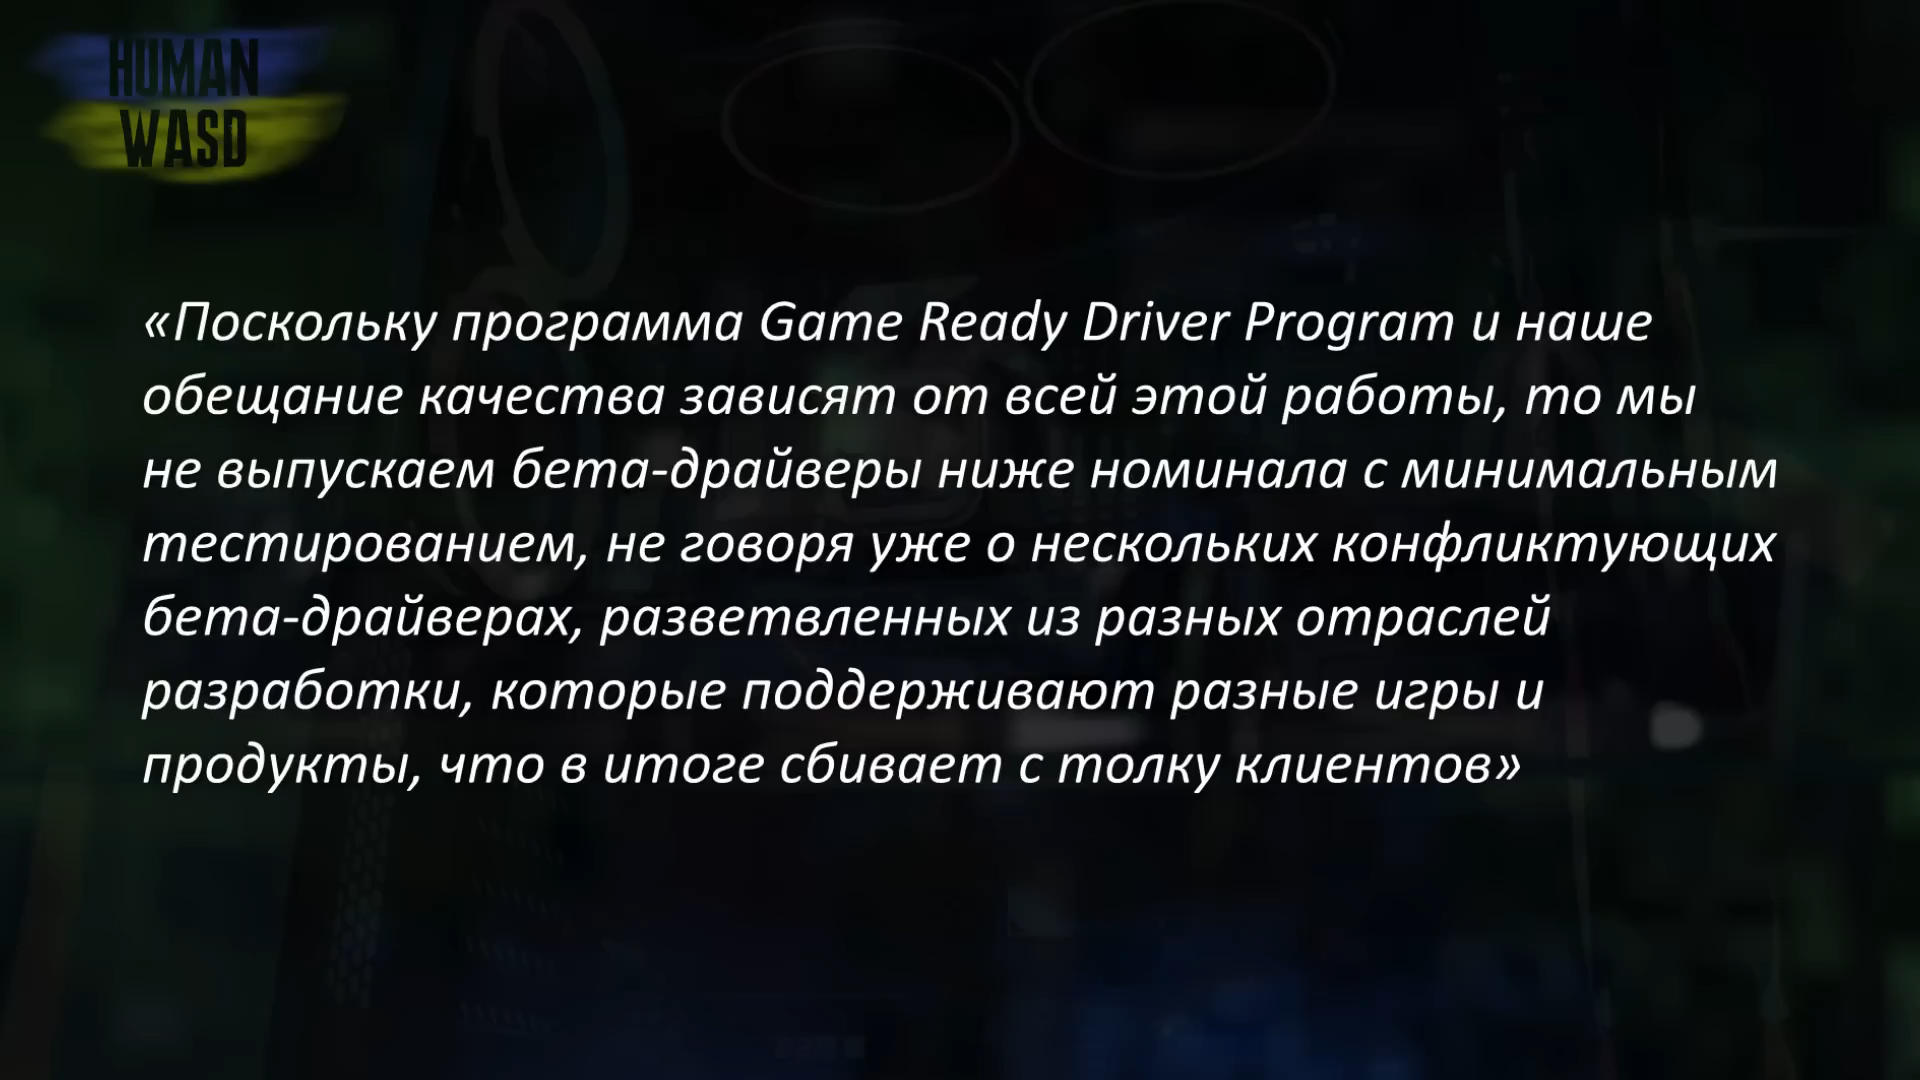 HUMAN
WASD
«Поскольку программа Game Ready Driver Program и наше
обещание качества зависят от всей этой работы, то мы
не выпускаем бета-драйверы ниже номинала с минимальным
тестированием, не говоря уже о нескольких конфликтующих
бета-драйверах, разветвленных из разных отраслей
разработки, которые поддерживают разные игры и
продукты, что в итоге сбивает с толку клиентов»